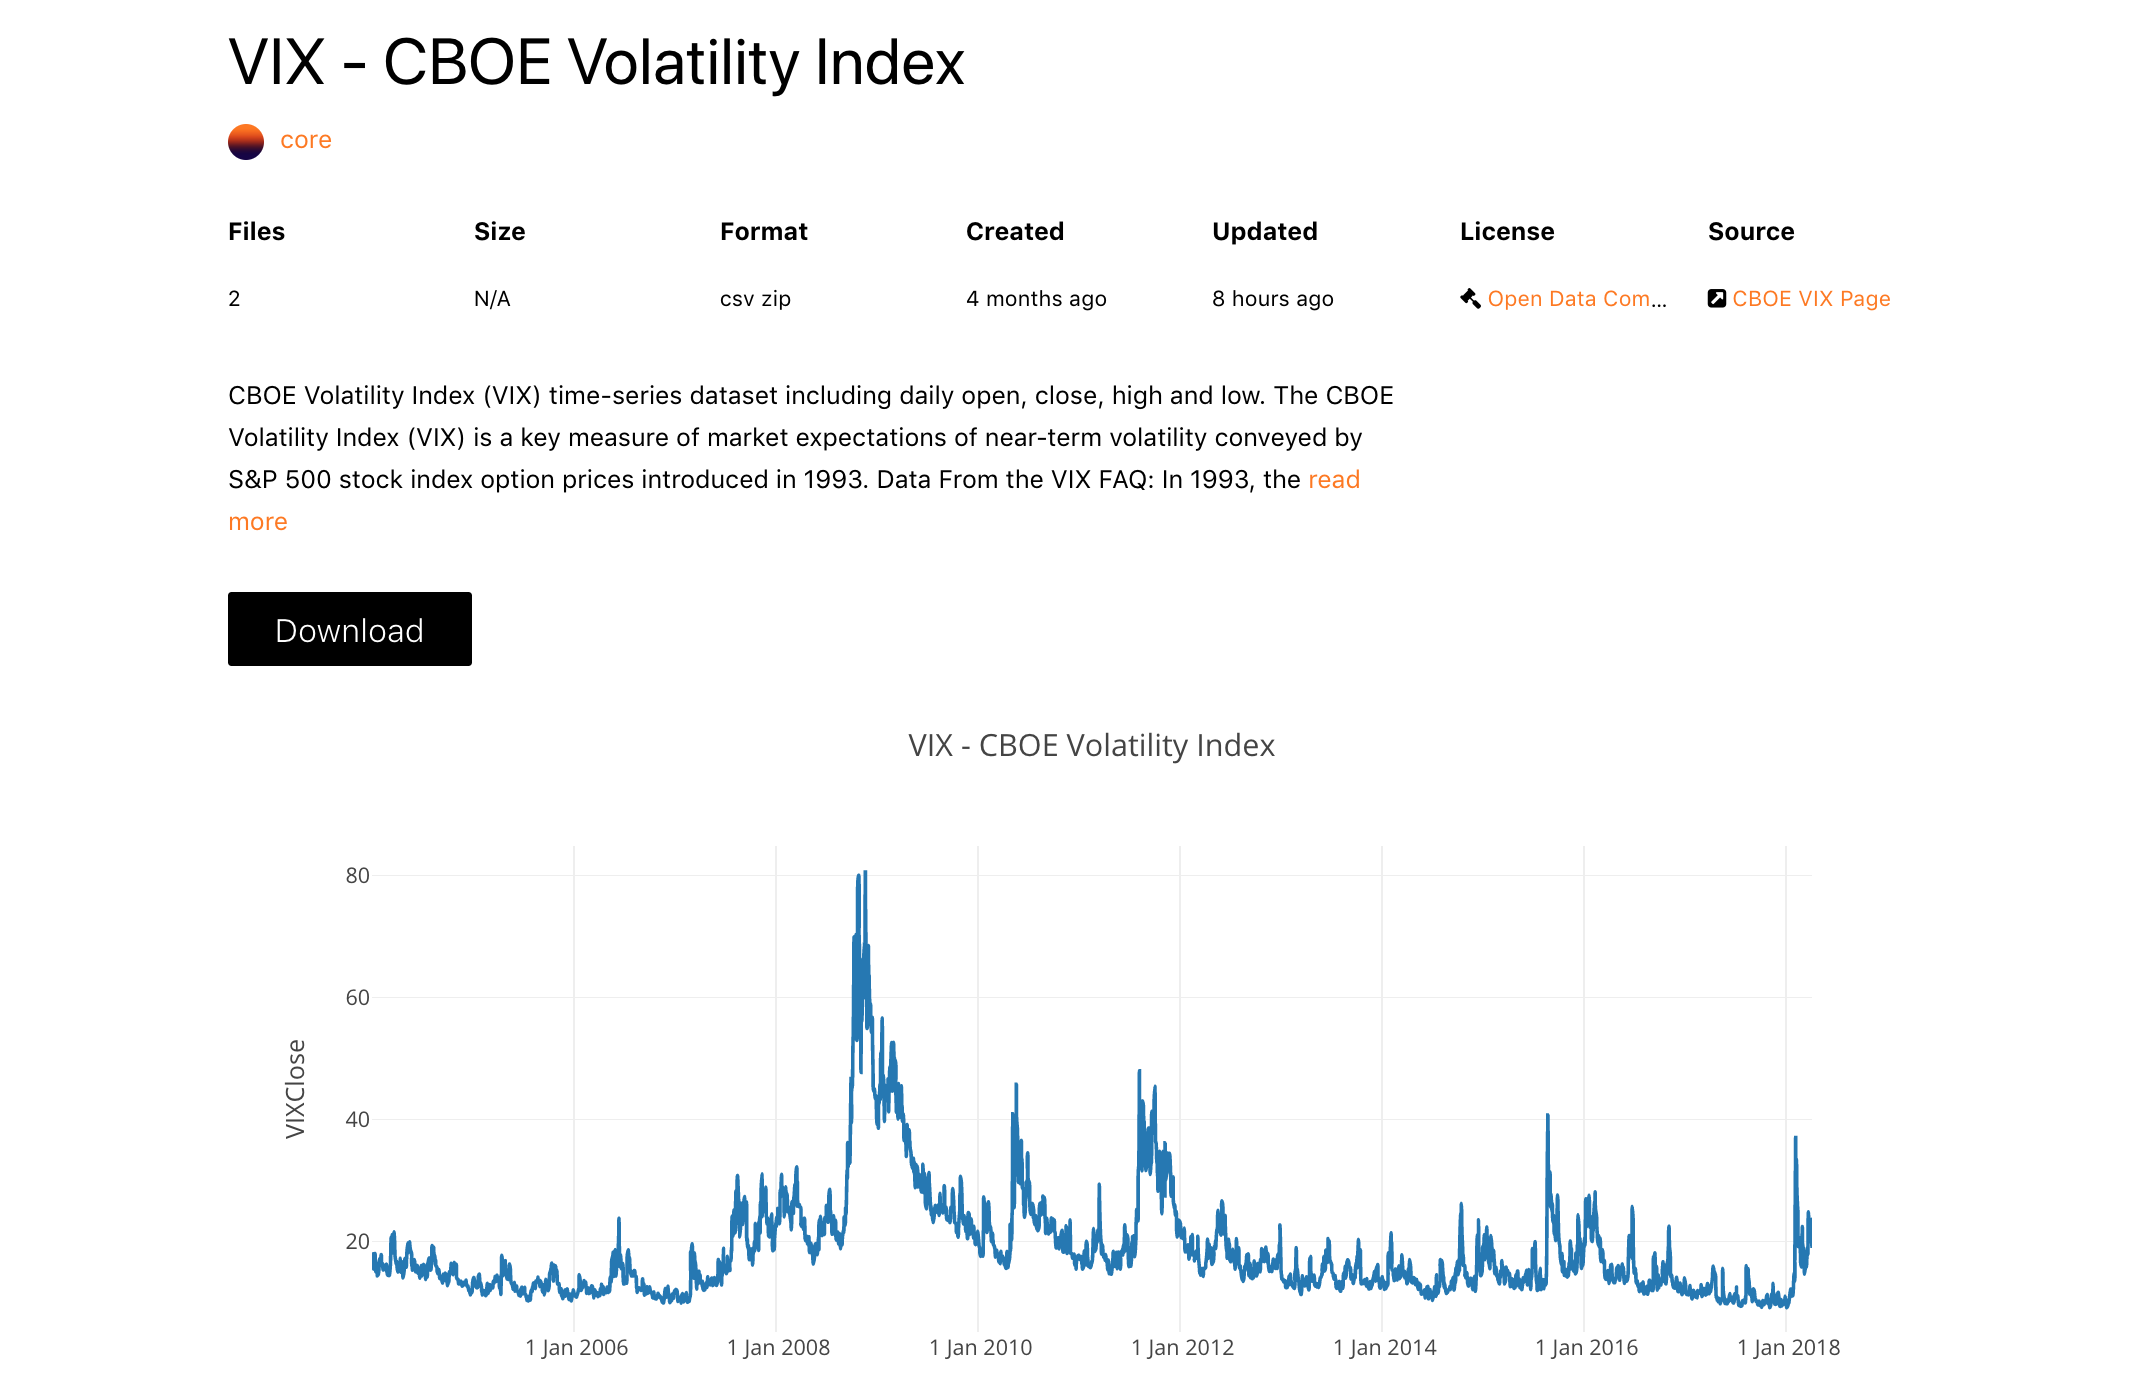 VIX - CBOE Volatility Index
core
Files Size Format Created Updated License Source
2 N/A csv zip 4 months ago 8 hours ago Open Data Com... CBOE VIX Page
CBOE Volatility Index (VIX) time-series dataset including daily open, close, high and low. The CBOE
Volatility Index (VIX) is a key measure of market expectations of near-term volatility conveyed by
S&P 500 stock index option prices introduced in 1993. Data From the VIX FAQ: In 1993, the read
more
Download
VIX - CBOE Volatility Index
80
60
40
20
VIXClose
1 Jan 2006 1 Jan 2008 1 Jan 2010 1 Jan 2012 1 Jan 2014 1 Jan 2016 1 Jan 2018